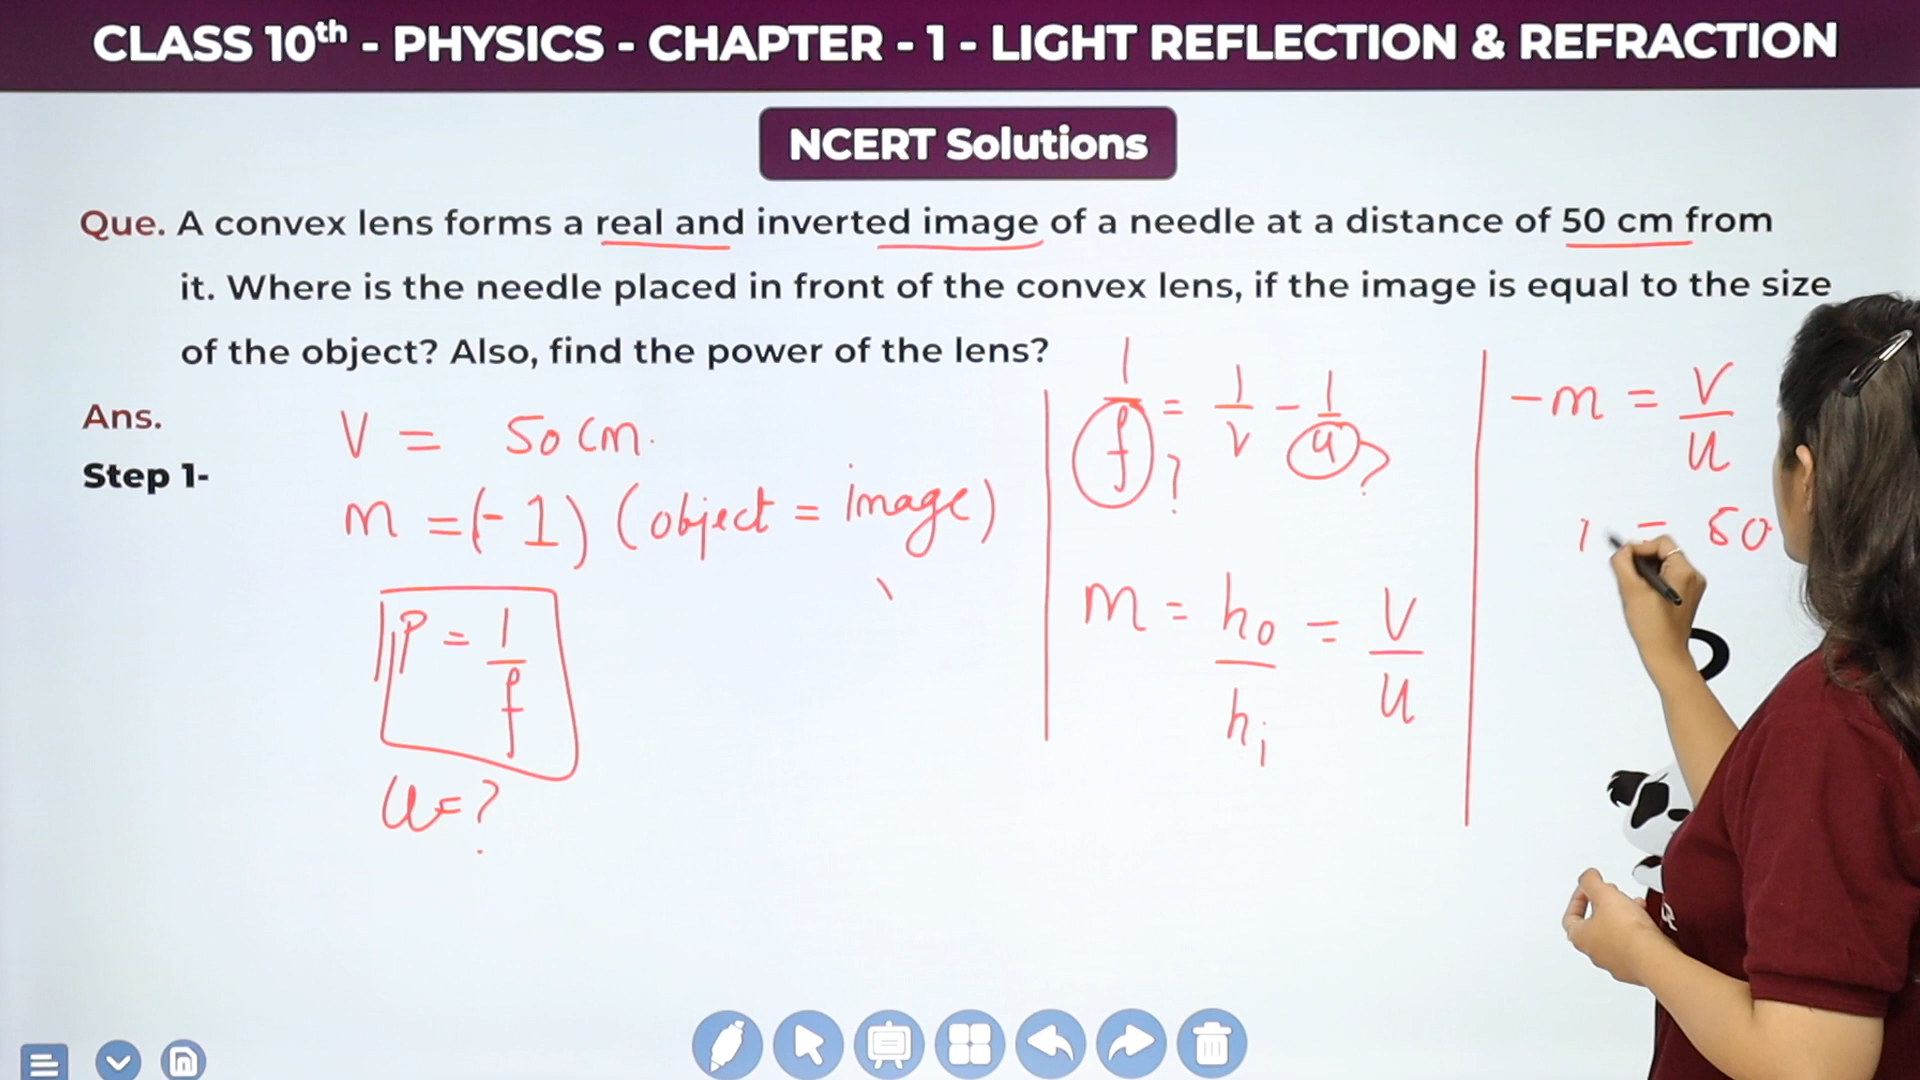 CLASS 10th - PHYSICS - CHAPTER - 1 - LIGHT REFLECTION & REFRACTION
NCERT Solutions
Que. A convex lens forms a real and inverted image of a needle at a distance of 50 cm from
it. Where is the needle placed in front of the convex lens, if the image is equal to the size
of the object? Also, find the power of the lens?
Ans.
Step 1-
V = 50 cm.
m = (-1) (object = image)
P = 1/f
u = ?
1/f = 1/v - 1/u
? ?
m = ho/hi = V/u
-m = V/u
1 = 50